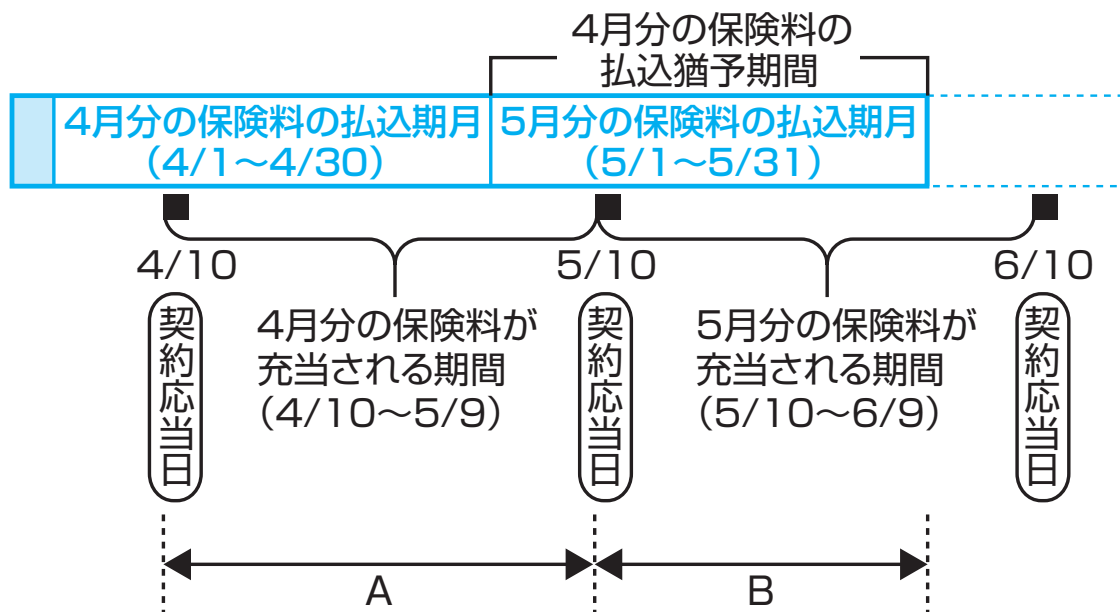 4月分の保険料の
払込猶予期間
4月分の保険料の払込期月
（4/1～4/30）
5月分の保険料の払込期月
（5/1～5/31）
4/10
5/10
6/10
契約応当日
4月分の保険料が
充当される期間
（4/10～5/9）
契約応当日
5月分の保険料が
充当される期間
（5/10～6/9）
契約応当日
A
B